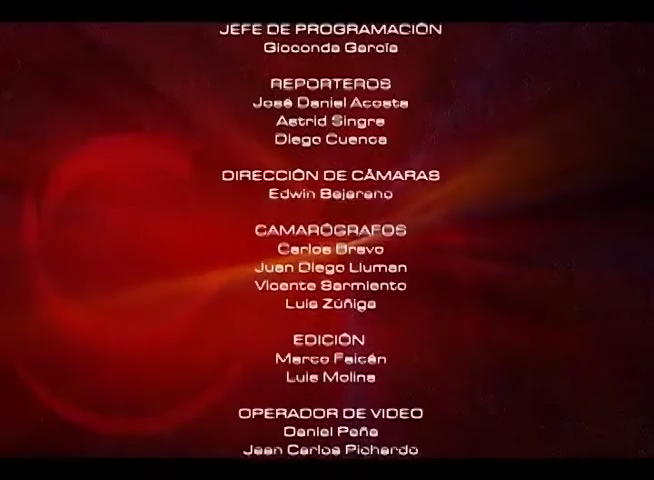 JEFE DE PROGRAMACIÓN
Gioconda García
REPORTEROS
José Daniel Acosta
Astrid Singre
Diego Cuenca
DIRECCIÓN DE CÁMARAS
Edwin Bejarano
CAMARÓGRAFOS
Carlos Bravo
Juan Diego Lluman
Vicente Sarmiento
Luis Zúñiga
EDICIÓN
Marco Faicán
Luis Molina
OPERADOR DE VIDEO
Daniel Peña
Jean Carlos Pichardo